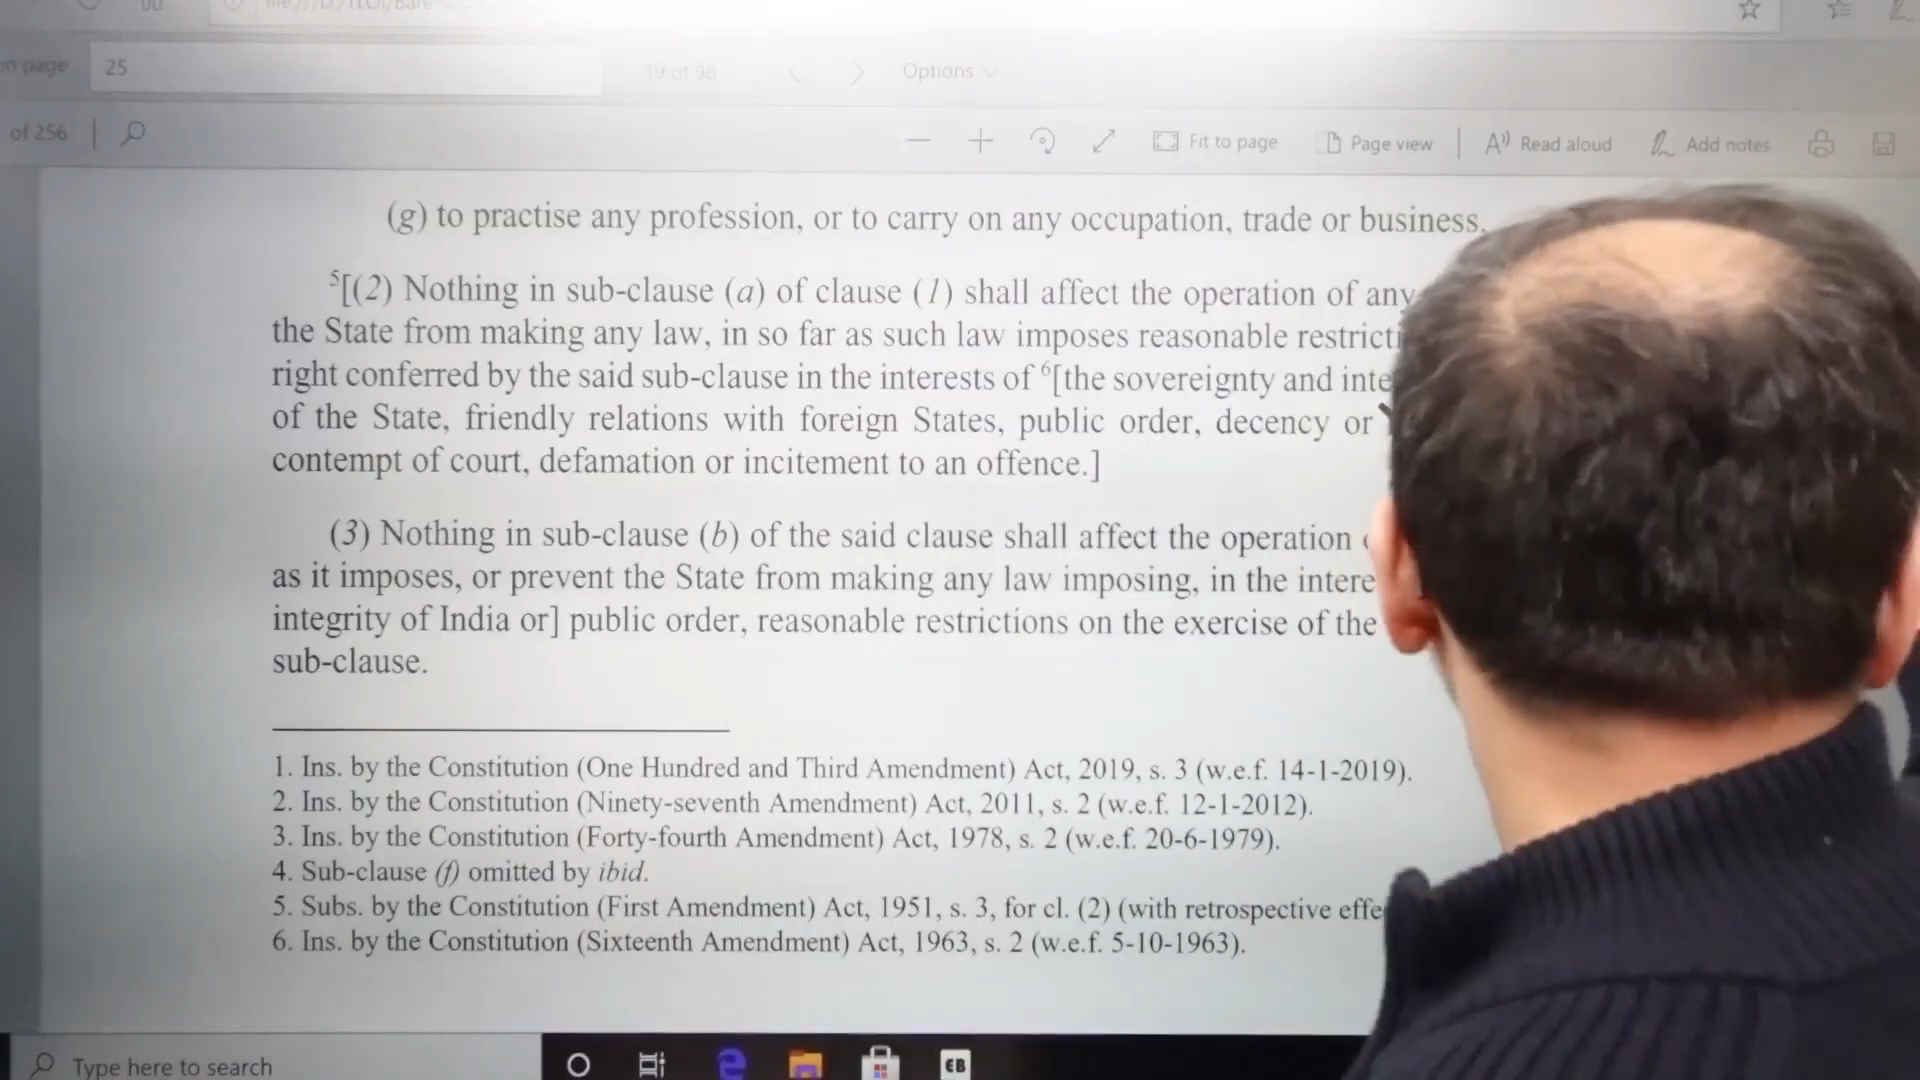 on page 25 19 of 98 Options
of 256 Fit to page Page view Read aloud Add notes
(g) to practise any profession, or to carry on any occupation, trade or business.
5[(2) Nothing in sub-clause (a) of clause (1) shall affect the operation of any
the State from making any law, in so far as such law imposes reasonable restricti
right conferred by the said sub-clause in the interests of 6[the sovereignty and inte
of the State, friendly relations with foreign States, public order, decency or
contempt of court, defamation or incitement to an offence.]
(3) Nothing in sub-clause (b) of the said clause shall affect the operation
as it imposes, or prevent the State from making any law imposing, in the intere
integrity of India or] public order, reasonable restrictions on the exercise of the
sub-clause.
1. Ins. by the Constitution (One Hundred and Third Amendment) Act, 2019, s. 3 (w.e.f. 14-1-2019).
2. Ins. by the Constitution (Ninety-seventh Amendment) Act, 2011, s. 2 (w.e.f. 12-1-2012).
3. Ins. by the Constitution (Forty-fourth Amendment) Act, 1978, s. 2 (w.e.f. 20-6-1979).
4. Sub-clause (f) omitted by ibid.
5. Subs. by the Constitution (First Amendment) Act, 1951, s. 3, for cl. (2) (with retrospective effe
6. Ins. by the Constitution (Sixteenth Amendment) Act, 1963, s. 2 (w.e.f. 5-10-1963).
Type here to search